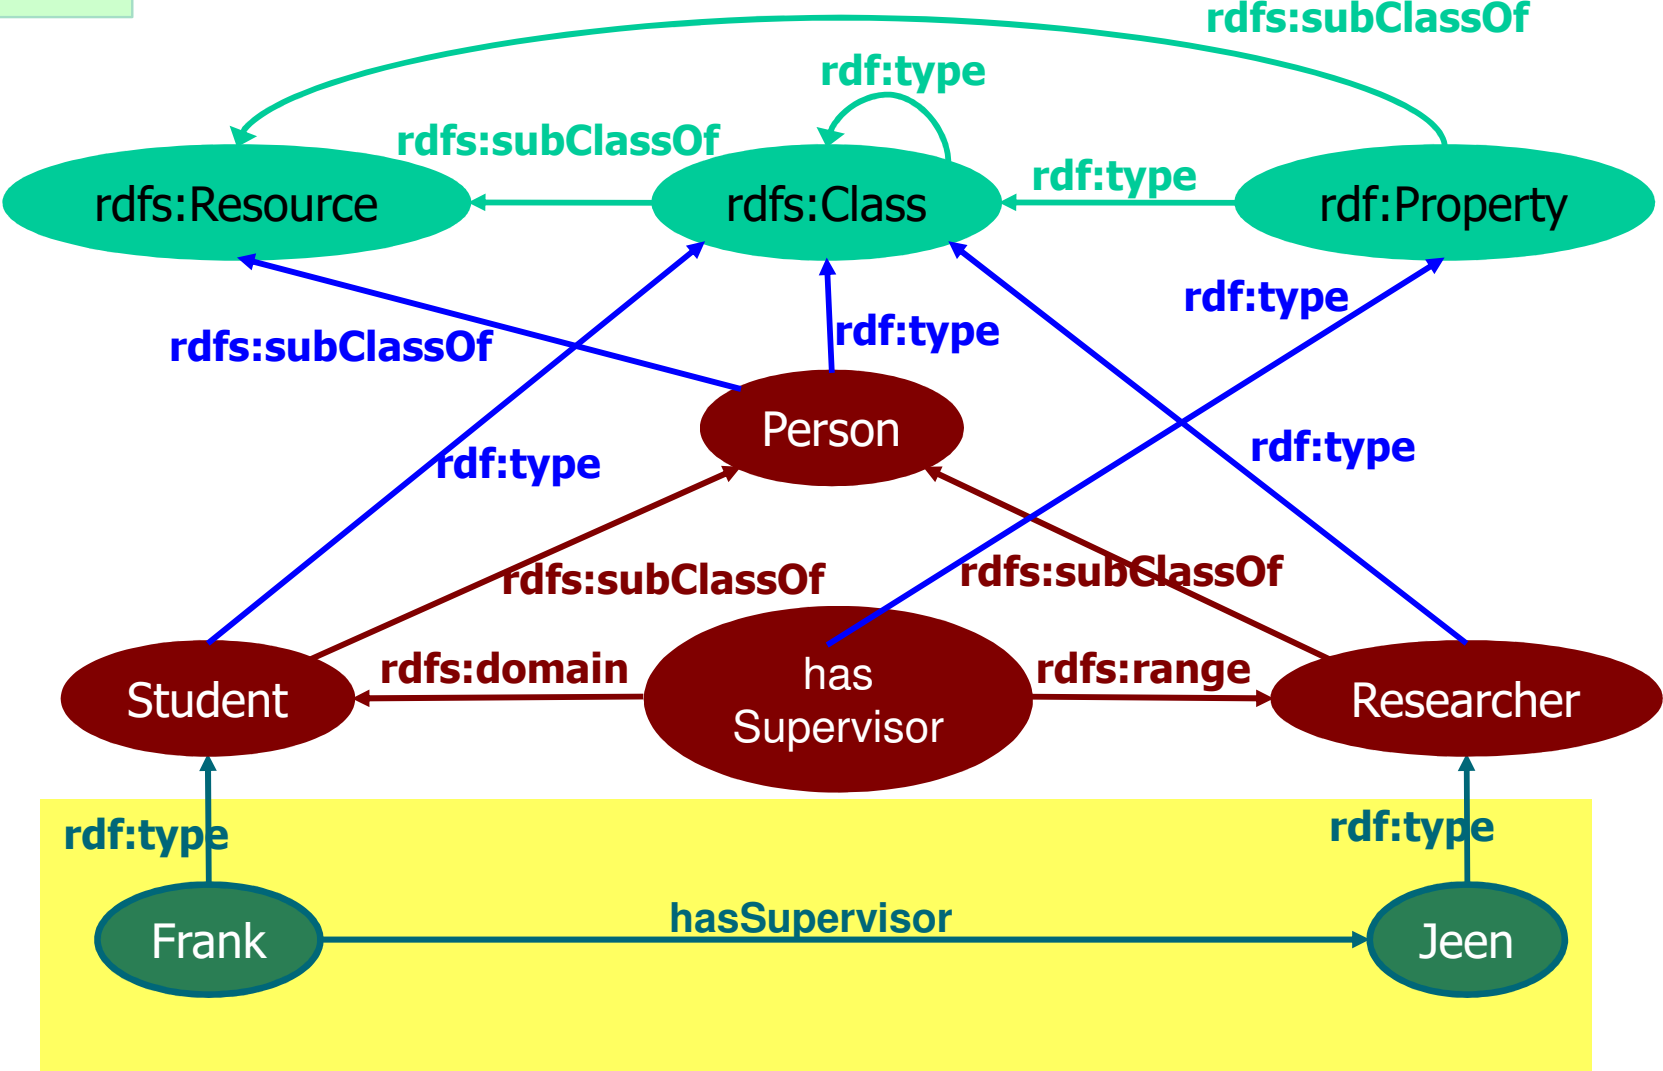 rdfs:subClassOf
rdf:type
rdfs:subClassOf
rdf:type
rdfs:Resource
rdfs:Class
rdf:Property
rdf:type
rdfs:subClassOf
rdf:type
Person
rdf:type
rdf:type
rdfs:subClassOf
rdfs:subClassOf
rdfs:domain
rdfs:range
Student
has
Supervisor
Researcher
rdf:type
rdf:type
hasSupervisor
Frank
Jeen